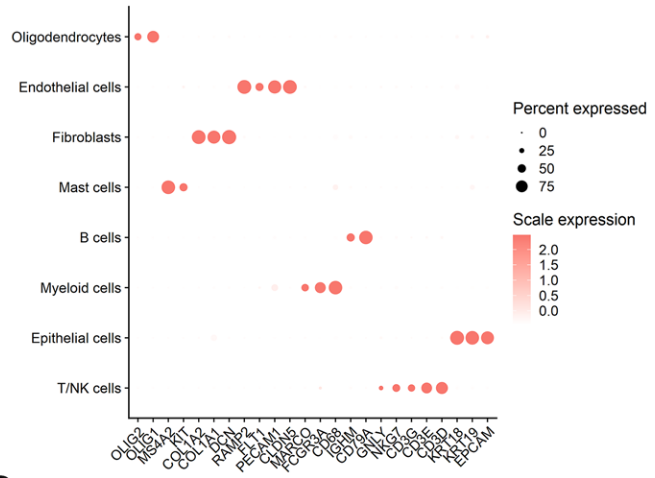 Oligodendrocytes
Endothelial cells
Fibroblasts
Mast cells
B cells
Myeloid cells
Epithelial cells
T/NK cells
OLIG2
OLIG1
MS4A2
KIT
COL1A2
COL1A1
DCN
RAMP2
FLT1
PECAM1
CLDN5
MARCO
FCGR3A
CD68
IGHM
CD79A
GNLY
NKG7
CD3G
CD3E
CD3D
KRT18
KRT19
EPCAM
Percent expressed
0
25
50
75
Scale expression
2.0
1.5
1.0
0.5
0.0